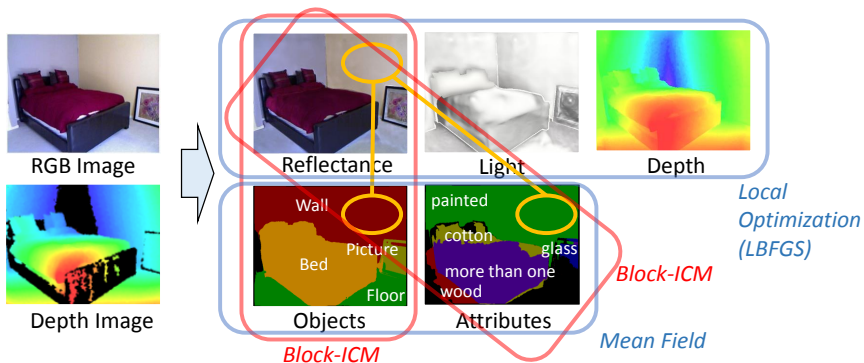 RGB Image
Reflectance
Light
Depth
Local
Optimization
(LBFGS)
Wall
painted
cotton
Picture
glass
Bed
more than one
wood
Floor
Block-ICM
Depth Image
Objects
Attributes
Mean Field
Block-ICM